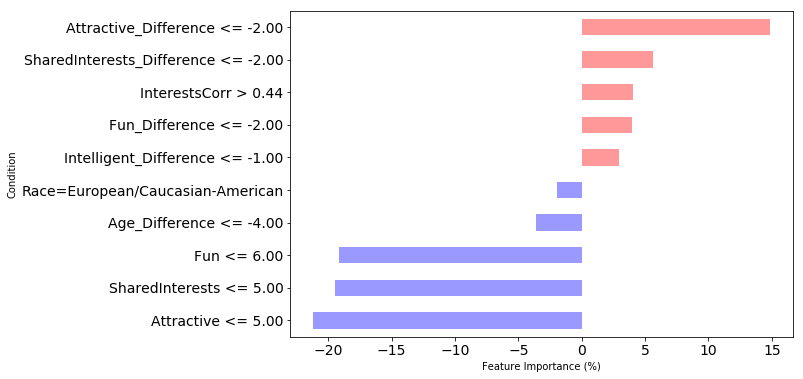 Attractive_Difference <= -2.00
SharedInterests_Difference <= -2.00
InterestsCorr > 0.44
Fun_Difference <= -2.00
Intelligent_Difference <= -1.00
Race=European/Caucasian-American
Age_Difference <= -4.00
Fun <= 6.00
SharedInterests <= 5.00
Attractive <= 5.00
Condition
−20 −15 −10 −5 0 5 10 15
Feature Importance (%)